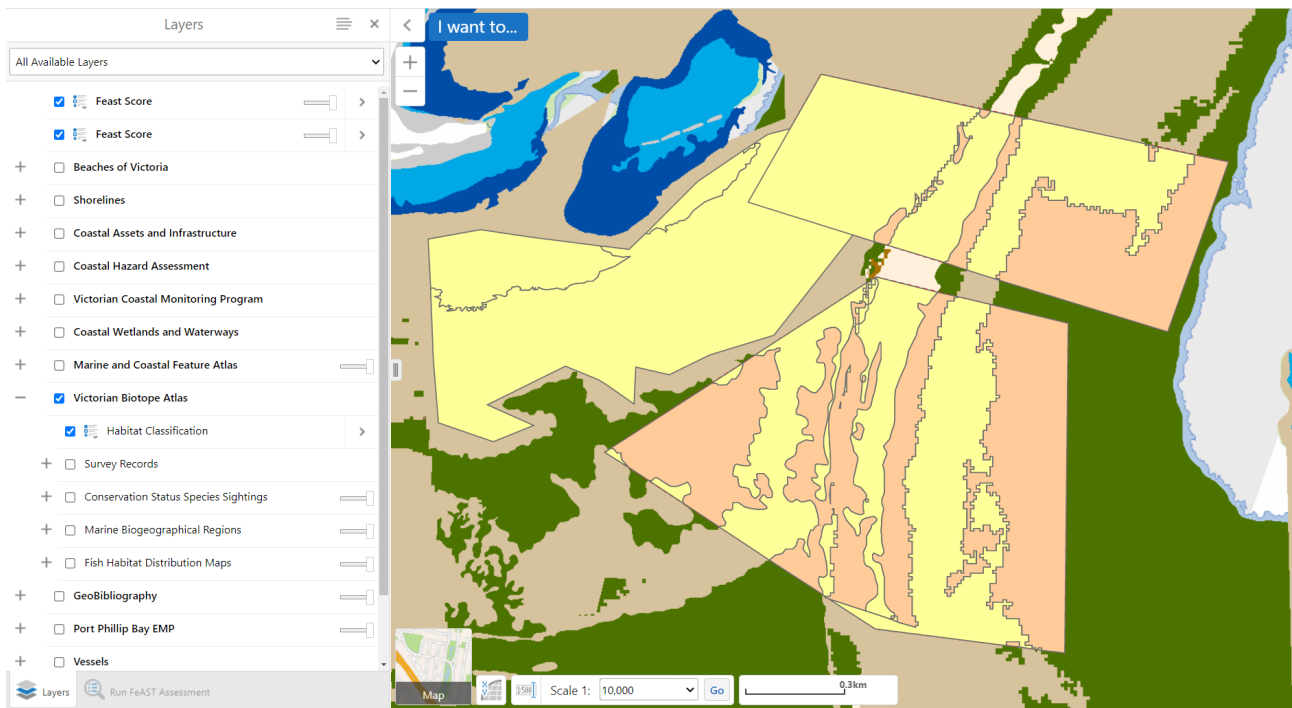 Layers
All Available Layers
Feast Score
Feast Score
Beaches of Victoria
Shorelines
Coastal Assets and Infrastructure
Coastal Hazard Assessment
Victorian Coastal Monitoring Program
Coastal Wetlands and Waterways
Marine and Coastal Feature Atlas
Victorian Biotope Atlas
Habitat Classification
Survey Records
Conservation Status Species Sightings
Marine Biogeographical Regions
Fish Habitat Distribution Maps
GeoBibliography
Port Phillip Bay EMP
Vessels
Layers
Run FeAST Assessment
I want to...
Map
X
Y
1:500
Scale 1:
10,000
Go
0.3km